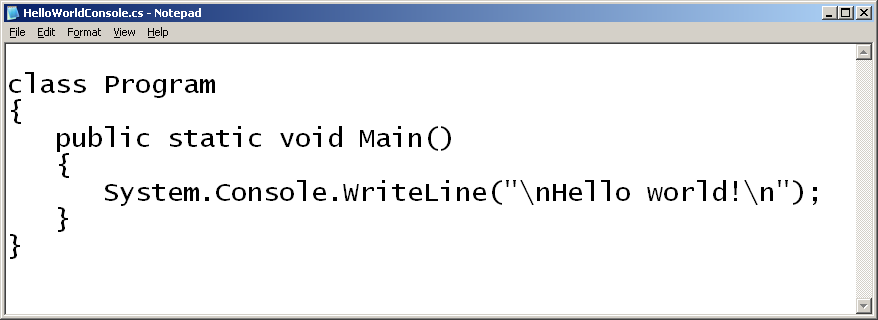 HelloWorldConsole.cs - Notepad
File Edit Format View Help
class Program
{
   public static void Main()
   {
      System.Console.WriteLine("\nHello world!\n");
   }
}